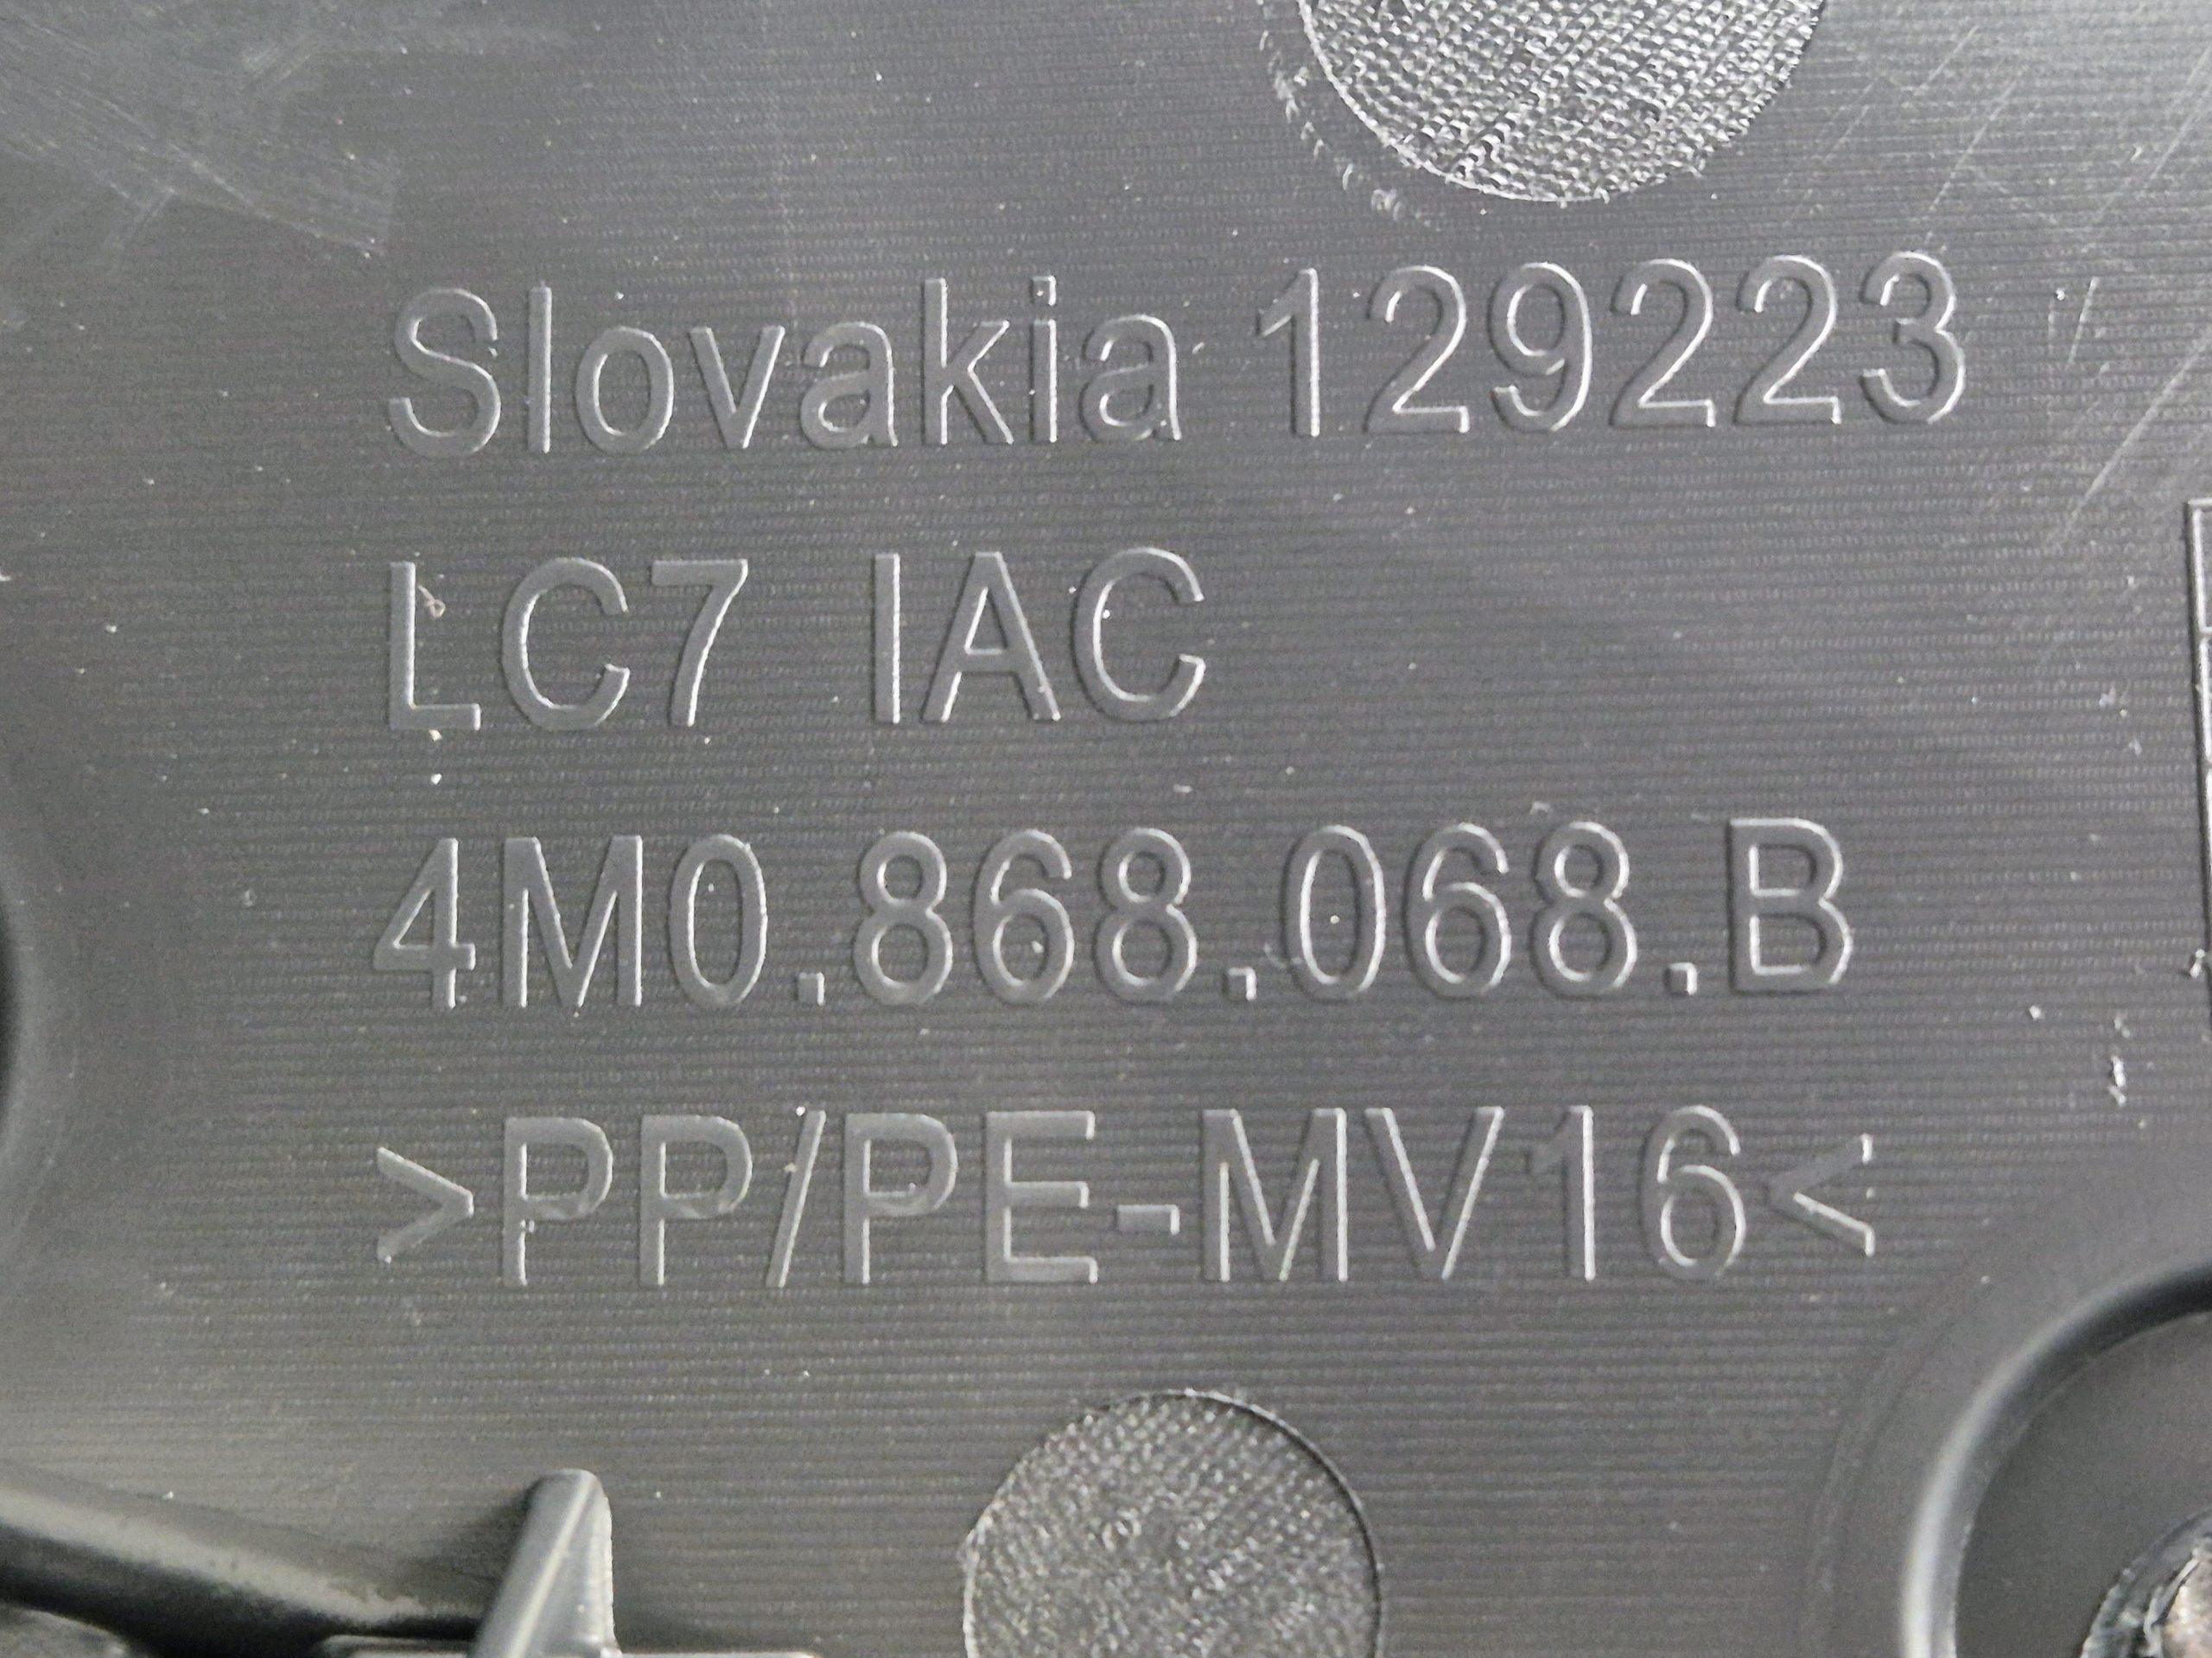 Slovakia 129223
LC7 IAC
4M0.868.068.B
>PP/PE-MV16<